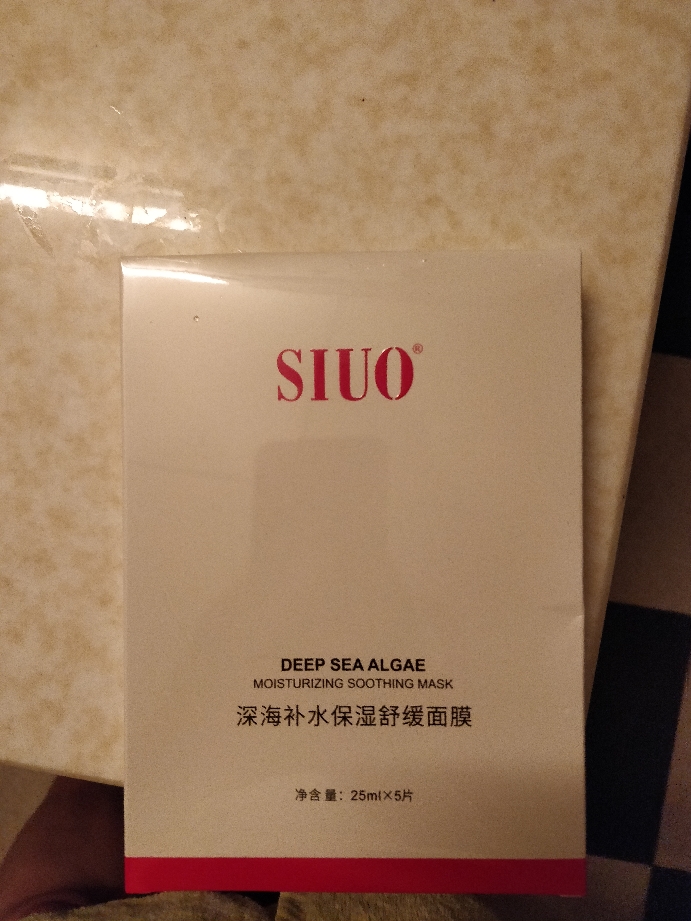 SIUO®
DEEP SEA ALGAE
MOISTURIZING SOOTHING MASK
深海补水保湿舒缓面膜
净含量：25ml×5片